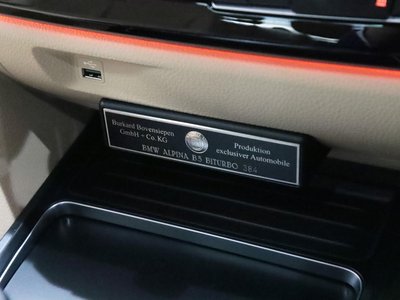 Burkard Bovensiepen
GmbH + Co. KG
Produktion
exclusiver Automobile
BMW ALPINA B5 BITURBO 384